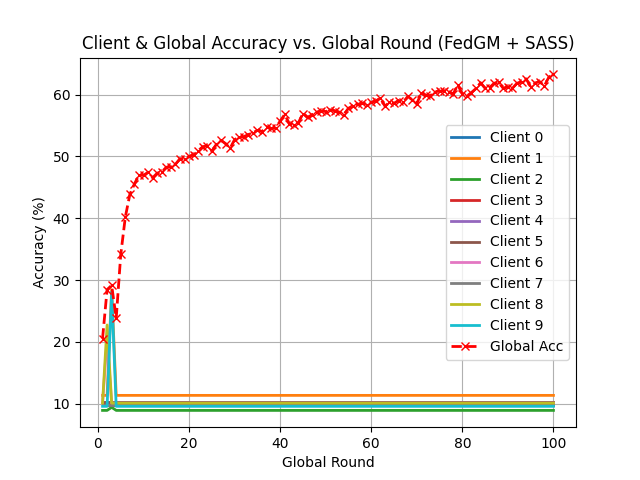 Client & Global Accuracy vs. Global Round (FedGM + SASS)
Accuracy (%)
60
50
40
30
20
10
Client 0
Client 1
Client 2
Client 3
Client 4
Client 5
Client 6
Client 7
Client 8
Client 9
Global Acc
0 20 40 60 80 100
Global Round